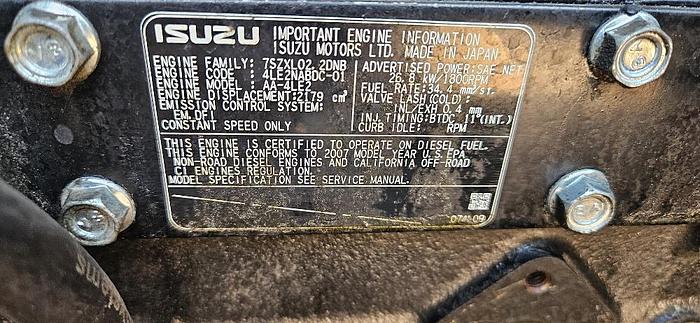 ISUZU IMPORTANT ENGINE INFORMATION
ISUZU MOTORS LTD. MADE IN JAPAN
ENGINE FAMILY: 7SZXL02.2DNB
ENGINE CODE : 4LE2NABDC-01
ENGINE MODEL: AA-4LE2
ENGINE DISPLACEMENT:2179 cm³
EMISSION CONTROL SYSTEM:
EM,DFI
CONSTANT SPEED ONLY
ADVERTISED POWER:SAE NET
26.8 kW/1800RPM
FUEL RATE:34.4 mm³/ST.
VALVE LASH(COLD):
INL/EXH 0.4 mm
INJ.TIMING:BTDC 11°(INT.)
CURB IDLE: RPM
THIS ENGINE IS CERTIFIED TO OPERATE ON DIESEL FUEL.
THIS ENGINE CONFORMS TO 2007 MODEL YEAR U.S.EPA
NON-ROAD DIESEL ENGINES AND CALIFORNIA OFF-ROAD
CI ENGINES REGULATION.
MODEL SPECIFICATION SEE SERVICE MANUAL.